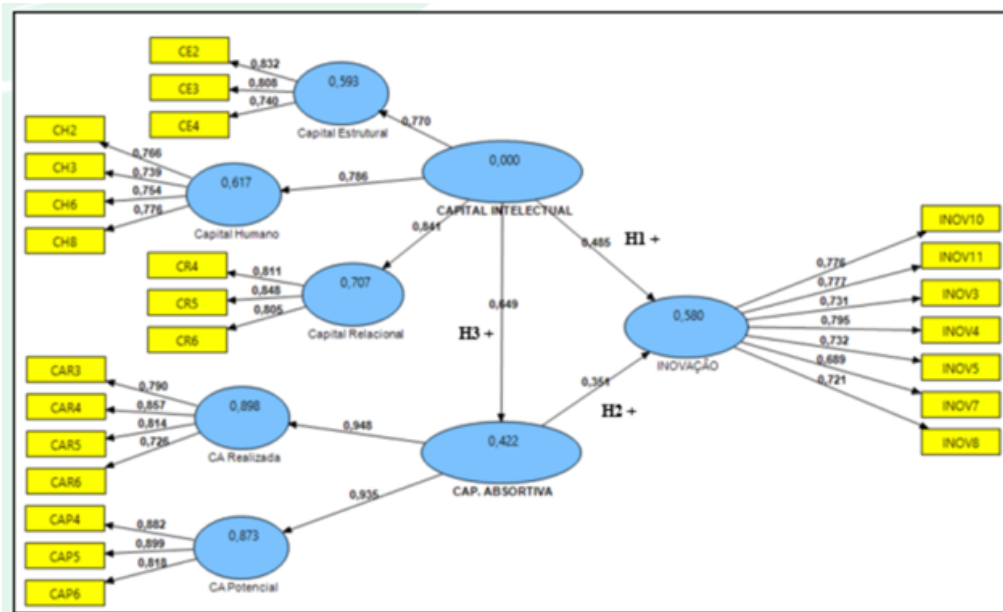 CE2
0,832
0,593
CE3
0,808
CE4
0,740
Capital Estrutural
0,770
CH2
0,766
CH3
0,739
0,617
CH6
0,754
CH8
0,776
Capital Humano
0,786
0,000
CAPITAL INTELECTUAL
0,841
0,485
H1 +
CR4
0,811
0,707
CR5
0,848
CR6
0,805
Capital Relacional
0,649
H3 +
INOV10
0,776
INOV11
0,777
INOV3
0,731
0,580
INOV4
0,795
INOVAÇÃO
INOV5
0,732
INOV7
0,689
INOV8
0,721
0,351
H2 +
CAR3
0,790
CAR4
0,857
0,898
CAR5
0,814
CAR6
0,726
CA Realizada
0,948
0,422
CAP. ABSORTIVA
0,935
CAP4
0,882
0,873
CAP5
0,899
CAP6
0,818
CA Potencial